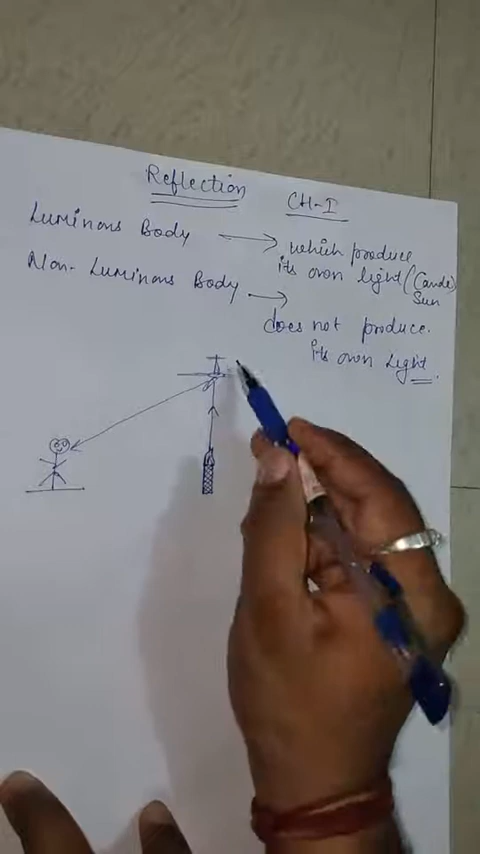 Reflection CH-I
Luminous Body → which produce
its own light (Candle)
Sun
Non-Luminous Body →
does not produce.
its own Light.